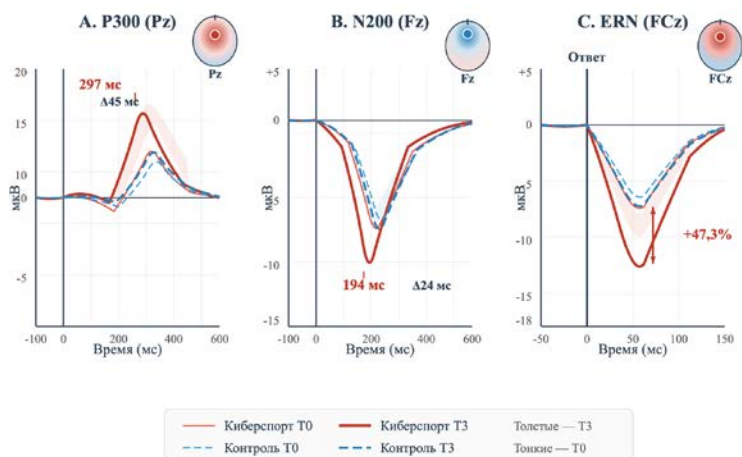 A. P300 (Pz)
Pz
297 мс
Δ45 мс
мкВ
20
15
10
0
-5
-100 0 200 400 600
Время (мс)
B. N200 (Fz)
Fz
194 мс
Δ24 мс
мкВ
+5
0
-5
-10
-15
-100 0 200 400 600
Время (мс)
C. ERN (FCz)
FCz
Ответ
+47,3%
мкВ
+5
0
-5
-10
-15
-18
-50 0 50 100 150
Время (мс)
Киберспорт T0 Киберспорт T3 Толстые — T3
Контроль T0 Контроль T3 Тонкие — T0